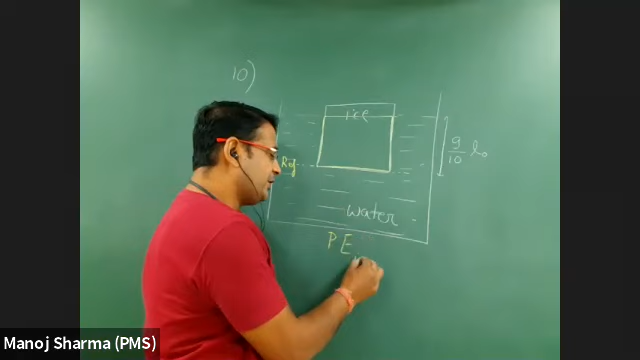 10)
ice
9/10 l₀
Ref
water
PE
Manoj Sharma (PMS)